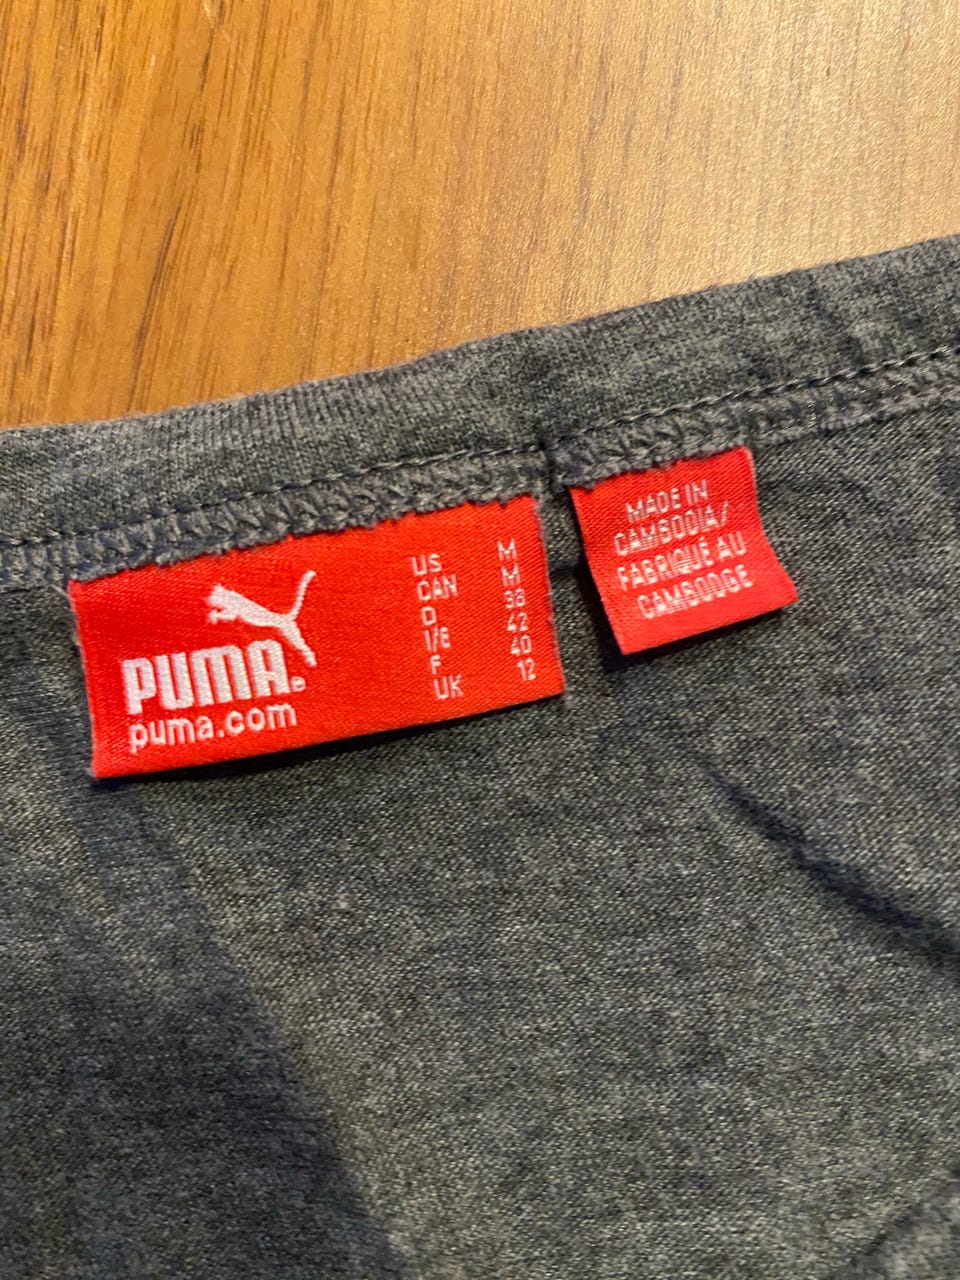 PUMA®
puma.com
US M
CAN M
D 38
I/E 42
F 40
UK 12
MADE IN
CAMBODIA/
FABRIQUÉ AU
CAMBODGE